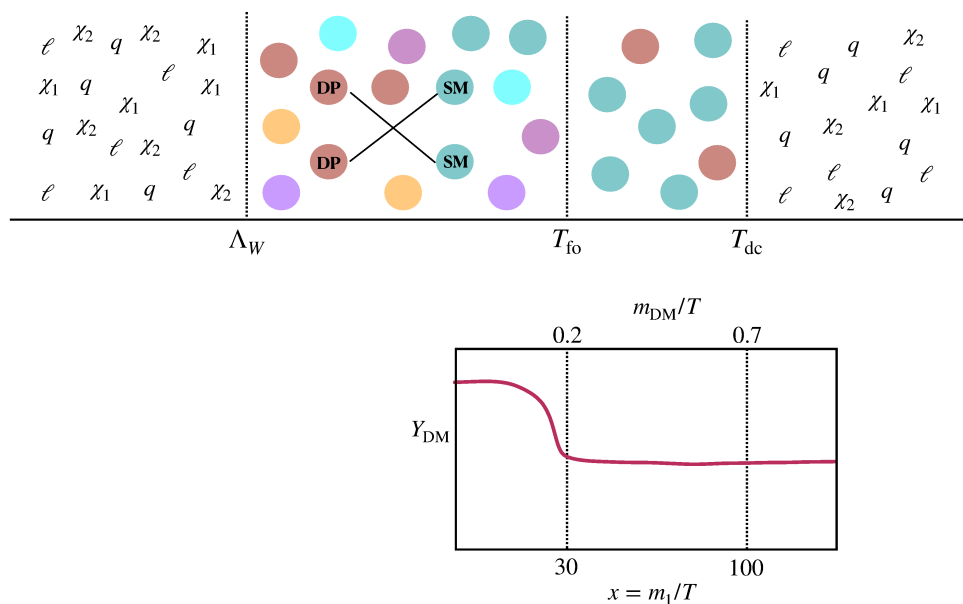 ℓ χ₂ q χ₂ χ₁
χ₁ q χ₁ ℓ χ₁
q χ₂ ℓ χ₂ q
ℓ χ₁ q ℓ χ₂
DP SM
DP SM
ℓ q χ₂
χ₁ q χ₁ ℓ χ₁
q χ₂ q
ℓ χ₂ ℓ q ℓ
Λ_W T_fo T_dc
m_DM/T
0.2 0.7
Y_DM
30 100
x = m₁/T